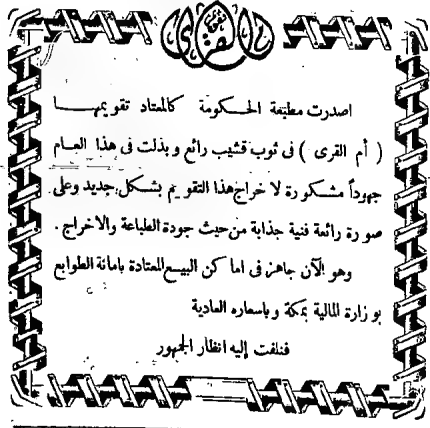 تقويم أم القرى
اصدرت مطبعة الحكومة كالمعتاد تقويمها
( أم القرى ) فى ثوب قشيب رائع وبذلت فى هذا العام
جهوداً مشكورة لاخراج هذا التقويم بشكل جديد وعلى
صورة رائعة فنية جذابة من حيث جودة الطباعة والاخراج .
وهو الآن جاهز فى اماكن البيع المعتادة بامانة الطوابع
بوزارة المالية بمكة وباسعاره العادية
فنلفت إليه انظار الجمهور